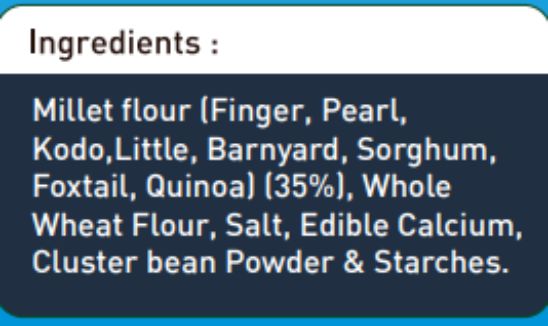 Ingredients :
Millet flour (Finger, Pearl,
Kodo,Little, Barnyard, Sorghum,
Foxtail, Quinoa) (35%), Whole
Wheat Flour, Salt, Edible Calcium,
Cluster bean Powder & Starches.